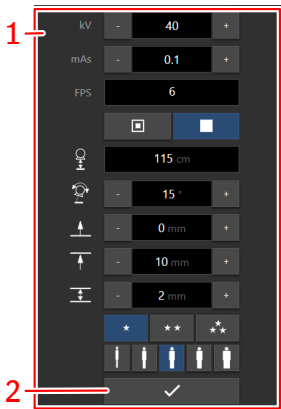 1
kV - 40 +
mAs - 0.1 +
FPS 6
115 cm
- 15 ° +
- 0 mm +
- 10 mm +
- 2 mm +
2